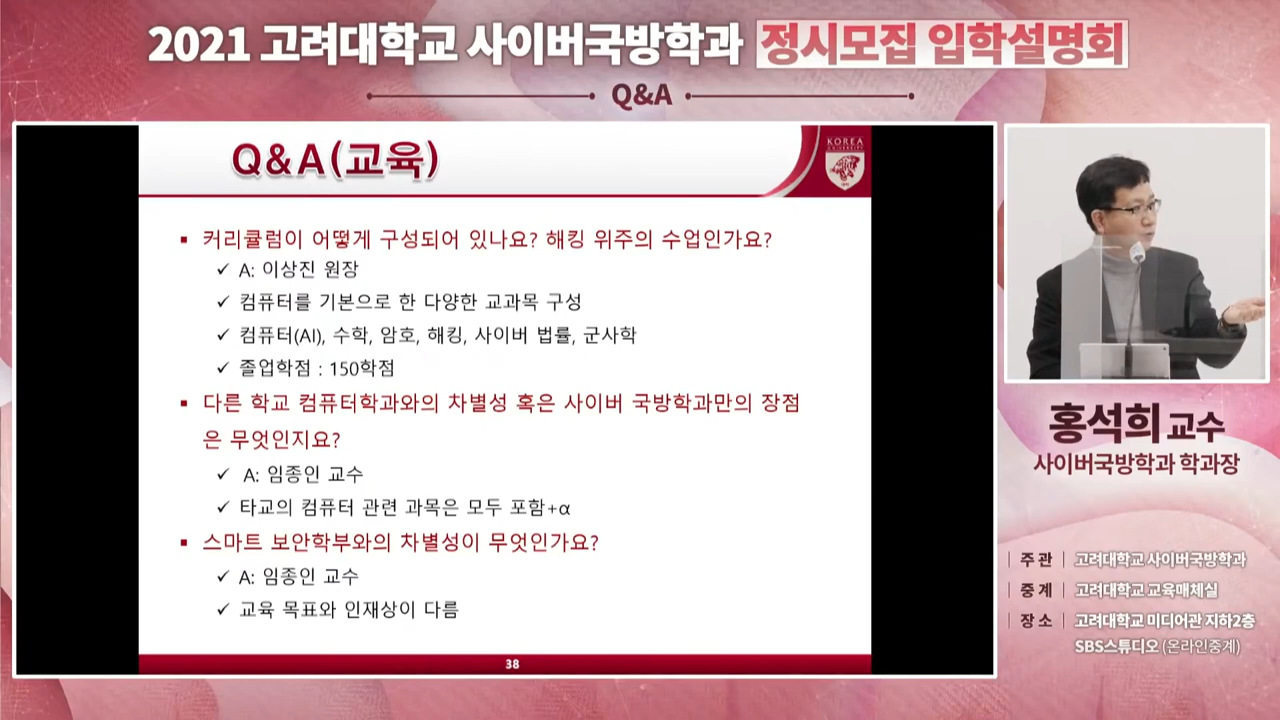 2021 고려대학교 사이버국방학과 정시모집 입학설명회
Q&A
Q&A(교육)
KOREA
UNIVERSITY
▪ 커리큘럼이 어떻게 구성되어 있나요? 해킹 위주의 수업인가요?
✓ A: 이상진 원장
✓ 컴퓨터를 기본으로 한 다양한 교과목 구성
✓ 컴퓨터(AI), 수학, 암호, 해킹, 사이버 법률, 군사학
✓ 졸업학점 : 150학점
▪ 다른 학교 컴퓨터학과와의 차별성 혹은 사이버 국방학과만의 장점
은 무엇인지요?
✓ A: 임종인 교수
✓ 타교의 컴퓨터 관련 과목은 모두 포함+α
▪ 스마트 보안학부와의 차별성이 무엇인가요?
✓ A: 임종인 교수
✓ 교육 목표와 인재상이 다름
38
홍석희 교수
사이버국방학과 학과장
| 주 관 | 고려대학교 사이버국방학과
| 중 계 | 고려대학교 교육매체실
| 장 소 | 고려대학교 미디어관 지하2층
SBS스튜디오 (온라인중계)